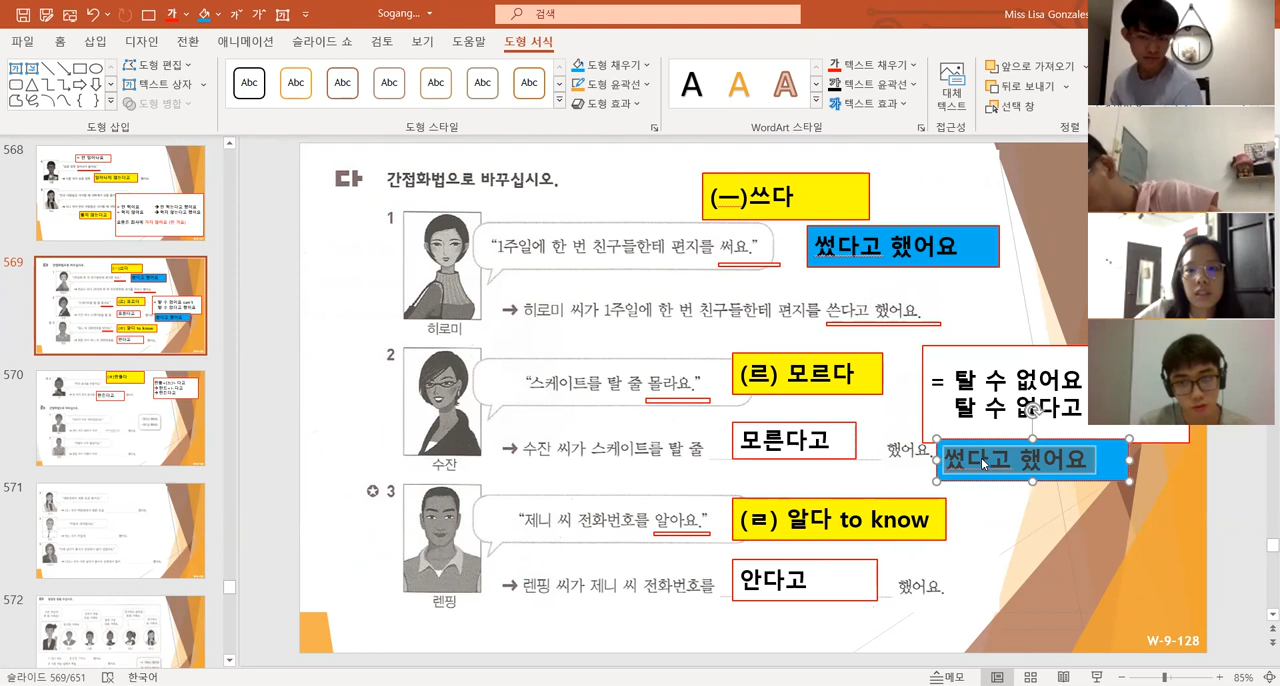 Sogang...
검색
Miss Lisa Gonzales
파일 홈 삽입 디자인 전환 애니메이션 슬라이드 쇼 검토 보기 도움말 도형 서식
도형 편집
텍스트 상자
도형 병합
도형 삽입
Abc Abc Abc Abc Abc Abc Abc
도형 채우기
도형 윤곽선
도형 효과
도형 스타일
A A A
WordArt 스타일
텍스트 채우기
텍스트 윤곽선
텍스트 효과
대체
텍스트
접근성
앞으로 가져오기
뒤로 보내기
선택 창
정렬
568
569
570
571
572
다 간접화법으로 바꾸십시오.
(ㅡ)쓰다
1
“1주일에 한 번 친구들한테 편지를 써요.”
썼다고 했어요
→ 히로미 씨가 1주일에 한 번 친구들한테 편지를 쓴다고 했어요.
히로미
2
“스케이트를 탈 줄 몰라요.”
(르) 모르다
= 탈 수 없어요
탈 수 없다고
→ 수잔 씨가 스케이트를 탈 줄 모른다고 했어요.
썼다고 했어요
수잔
3
“제니 씨 전화번호를 알아요.”
(ㄹ) 알다 to know
→ 렌핑 씨가 제니 씨 전화번호를 안다고 했어요.
렌핑
W-9-128
슬라이드 569/651 한국어 메모 85%